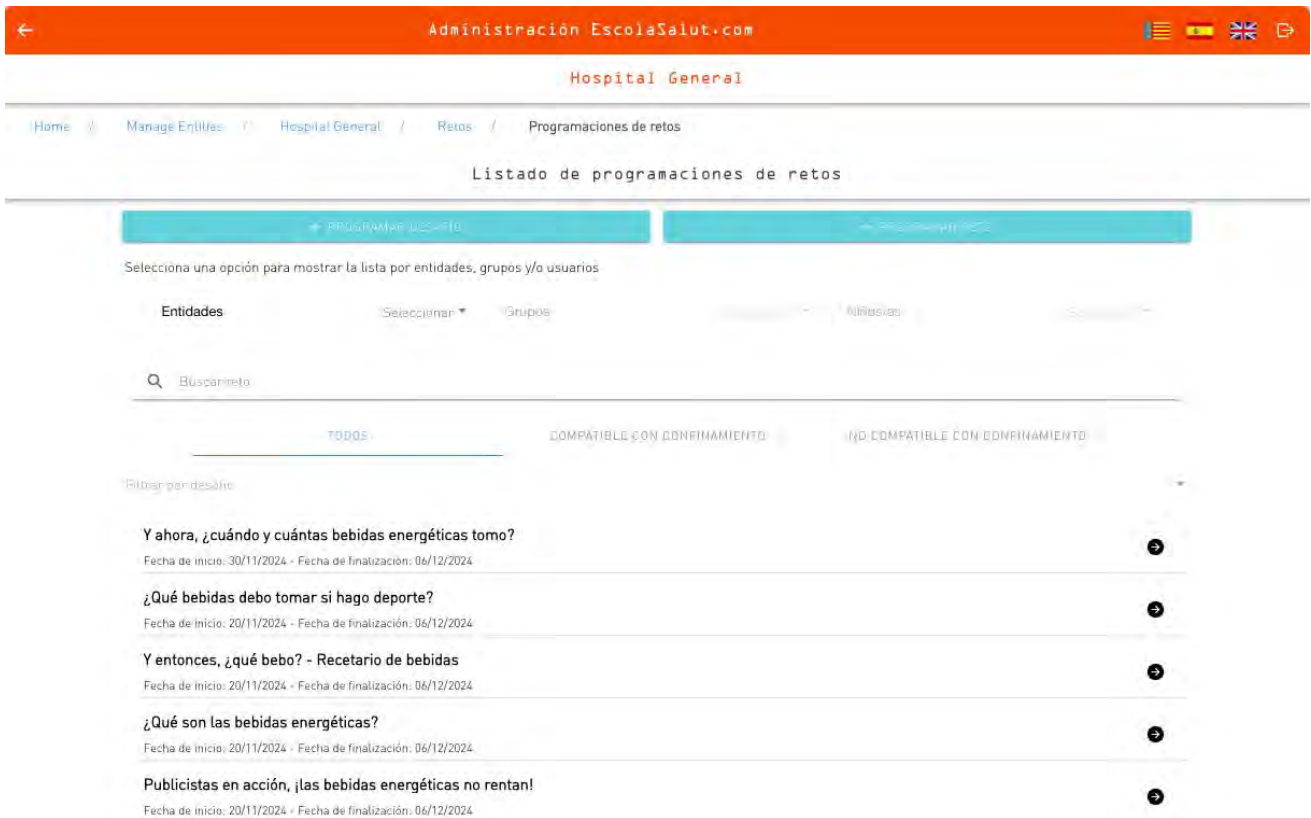 Administración EscolaSalut.com
Hospital General
Home / Manage Entities / Hospital General / Retos / Programaciones de retos
Listado de programaciones de retos
+ PROGRAMAR DESAFÍO + PROGRAMAR RETO
Selecciona una opción para mostrar la lista por entidades, grupos y/o usuarios
Entidades Seleccionar Grupos Niños/as
Buscar reto
TODOS COMPATIBLE CON CONFINAMIENTO NO COMPATIBLE CON CONFINAMIENTO
Filtrar por desafío
Y ahora, ¿cuándo y cuántas bebidas energéticas tomo?
Fecha de inicio: 30/11/2024 - Fecha de finalización: 06/12/2024
¿Qué bebidas debo tomar si hago deporte?
Fecha de inicio: 20/11/2024 - Fecha de finalización: 06/12/2024
Y entonces, ¿qué bebo? - Recetario de bebidas
Fecha de inicio: 20/11/2024 - Fecha de finalización: 06/12/2024
¿Qué son las bebidas energéticas?
Fecha de inicio: 20/11/2024 - Fecha de finalización: 06/12/2024
Publicistas en acción, ¡las bebidas energéticas no rentan!
Fecha de inicio: 20/11/2024 - Fecha de finalización: 06/12/2024